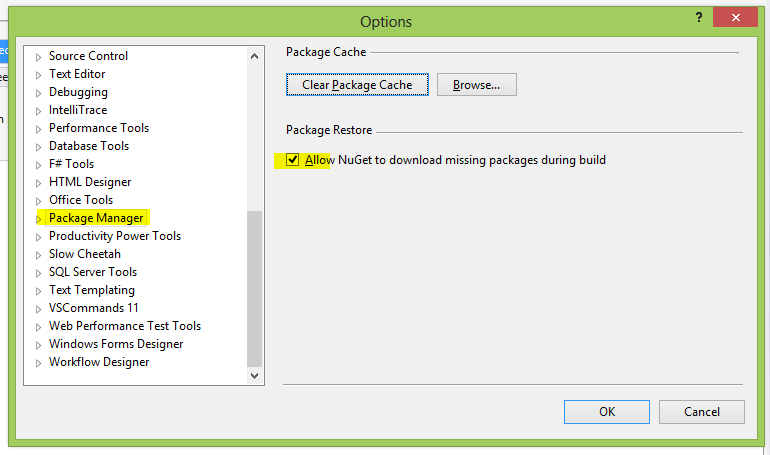 Options
?
Source Control
Text Editor
Debugging
IntelliTrace
Performance Tools
Database Tools
F# Tools
HTML Designer
Office Tools
Package Manager
Productivity Power Tools
Slow Cheetah
SQL Server Tools
Text Templating
VSCommands 11
Web Performance Test Tools
Windows Forms Designer
Workflow Designer
Package Cache
Clear Package Cache
Browse...
Package Restore
Allow NuGet to download missing packages during build
OK
Cancel